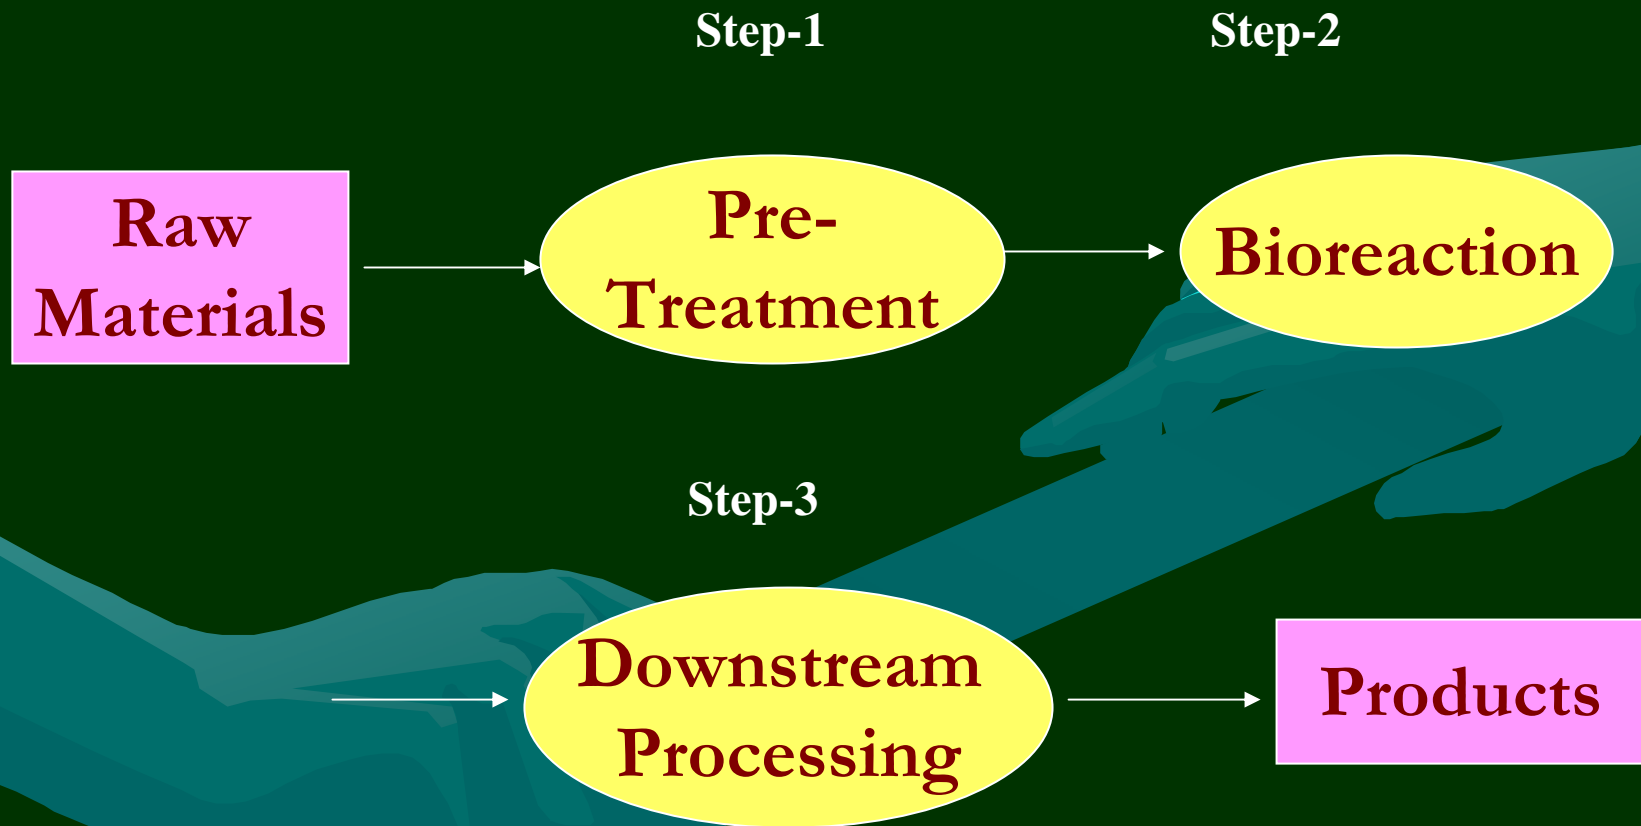 Step-1
Step-2
Raw
Materials
Pre-
Treatment
Bioreaction
Step-3
Downstream
Processing
Products